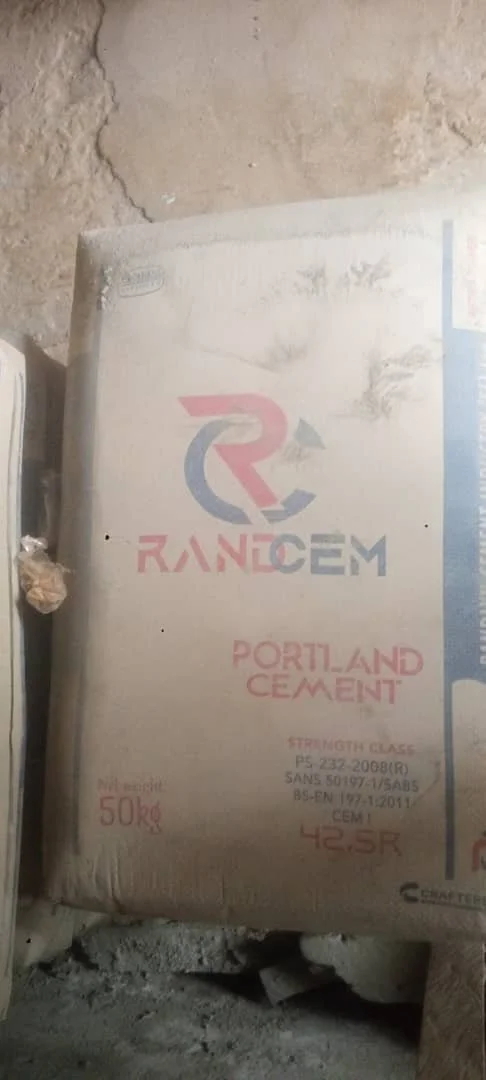 RANDCEM
PORTLAND
CEMENT
STRENGTH CLASS
PS-232-2008(R)
SANS 50197-1/SABS
BS-EN 197-1:2011
CEM I
42.5R
Net weight
50kg